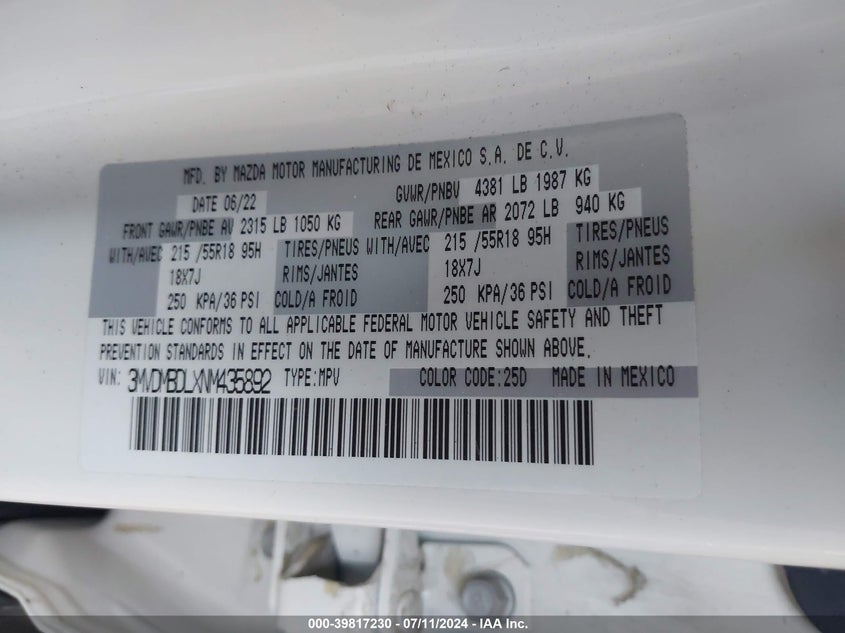 MFD. BY MAZDA MOTOR MANUFACTURING DE MEXICO S.A. DE C.V.
DATE 06/22 GVWR/PNBV 4381 LB 1987 KG
FRONT GAWR/PNBE AV 2315 LB 1050 KG REAR GAWR/PNBE AR 2072 LB 940 KG
WITH/AVEC 215 /55R18 95H TIRES/PNEUS WITH/AVEC 215 /55R18 95H TIRES/PNEUS
18X7J RIMS/JANTES 18X7J RIMS/JANTES
250 KPA/36 PSI COLD/A FROID 250 KPA/36 PSI COLD/A FROID
THIS VEHICLE CONFORMS TO ALL APPLICABLE FEDERAL MOTOR VEHICLE SAFETY AND THEFT
PREVENTION STANDARDS IN EFFECT ON THE DATE OF MANUFACTURE SHOWN ABOVE.
VIN: 3MVDMBDLXNM435892 TYPE:MPV COLOR CODE:25D MADE IN MEXICO
000-39817230 - 07/11/2024 - IAA Inc.